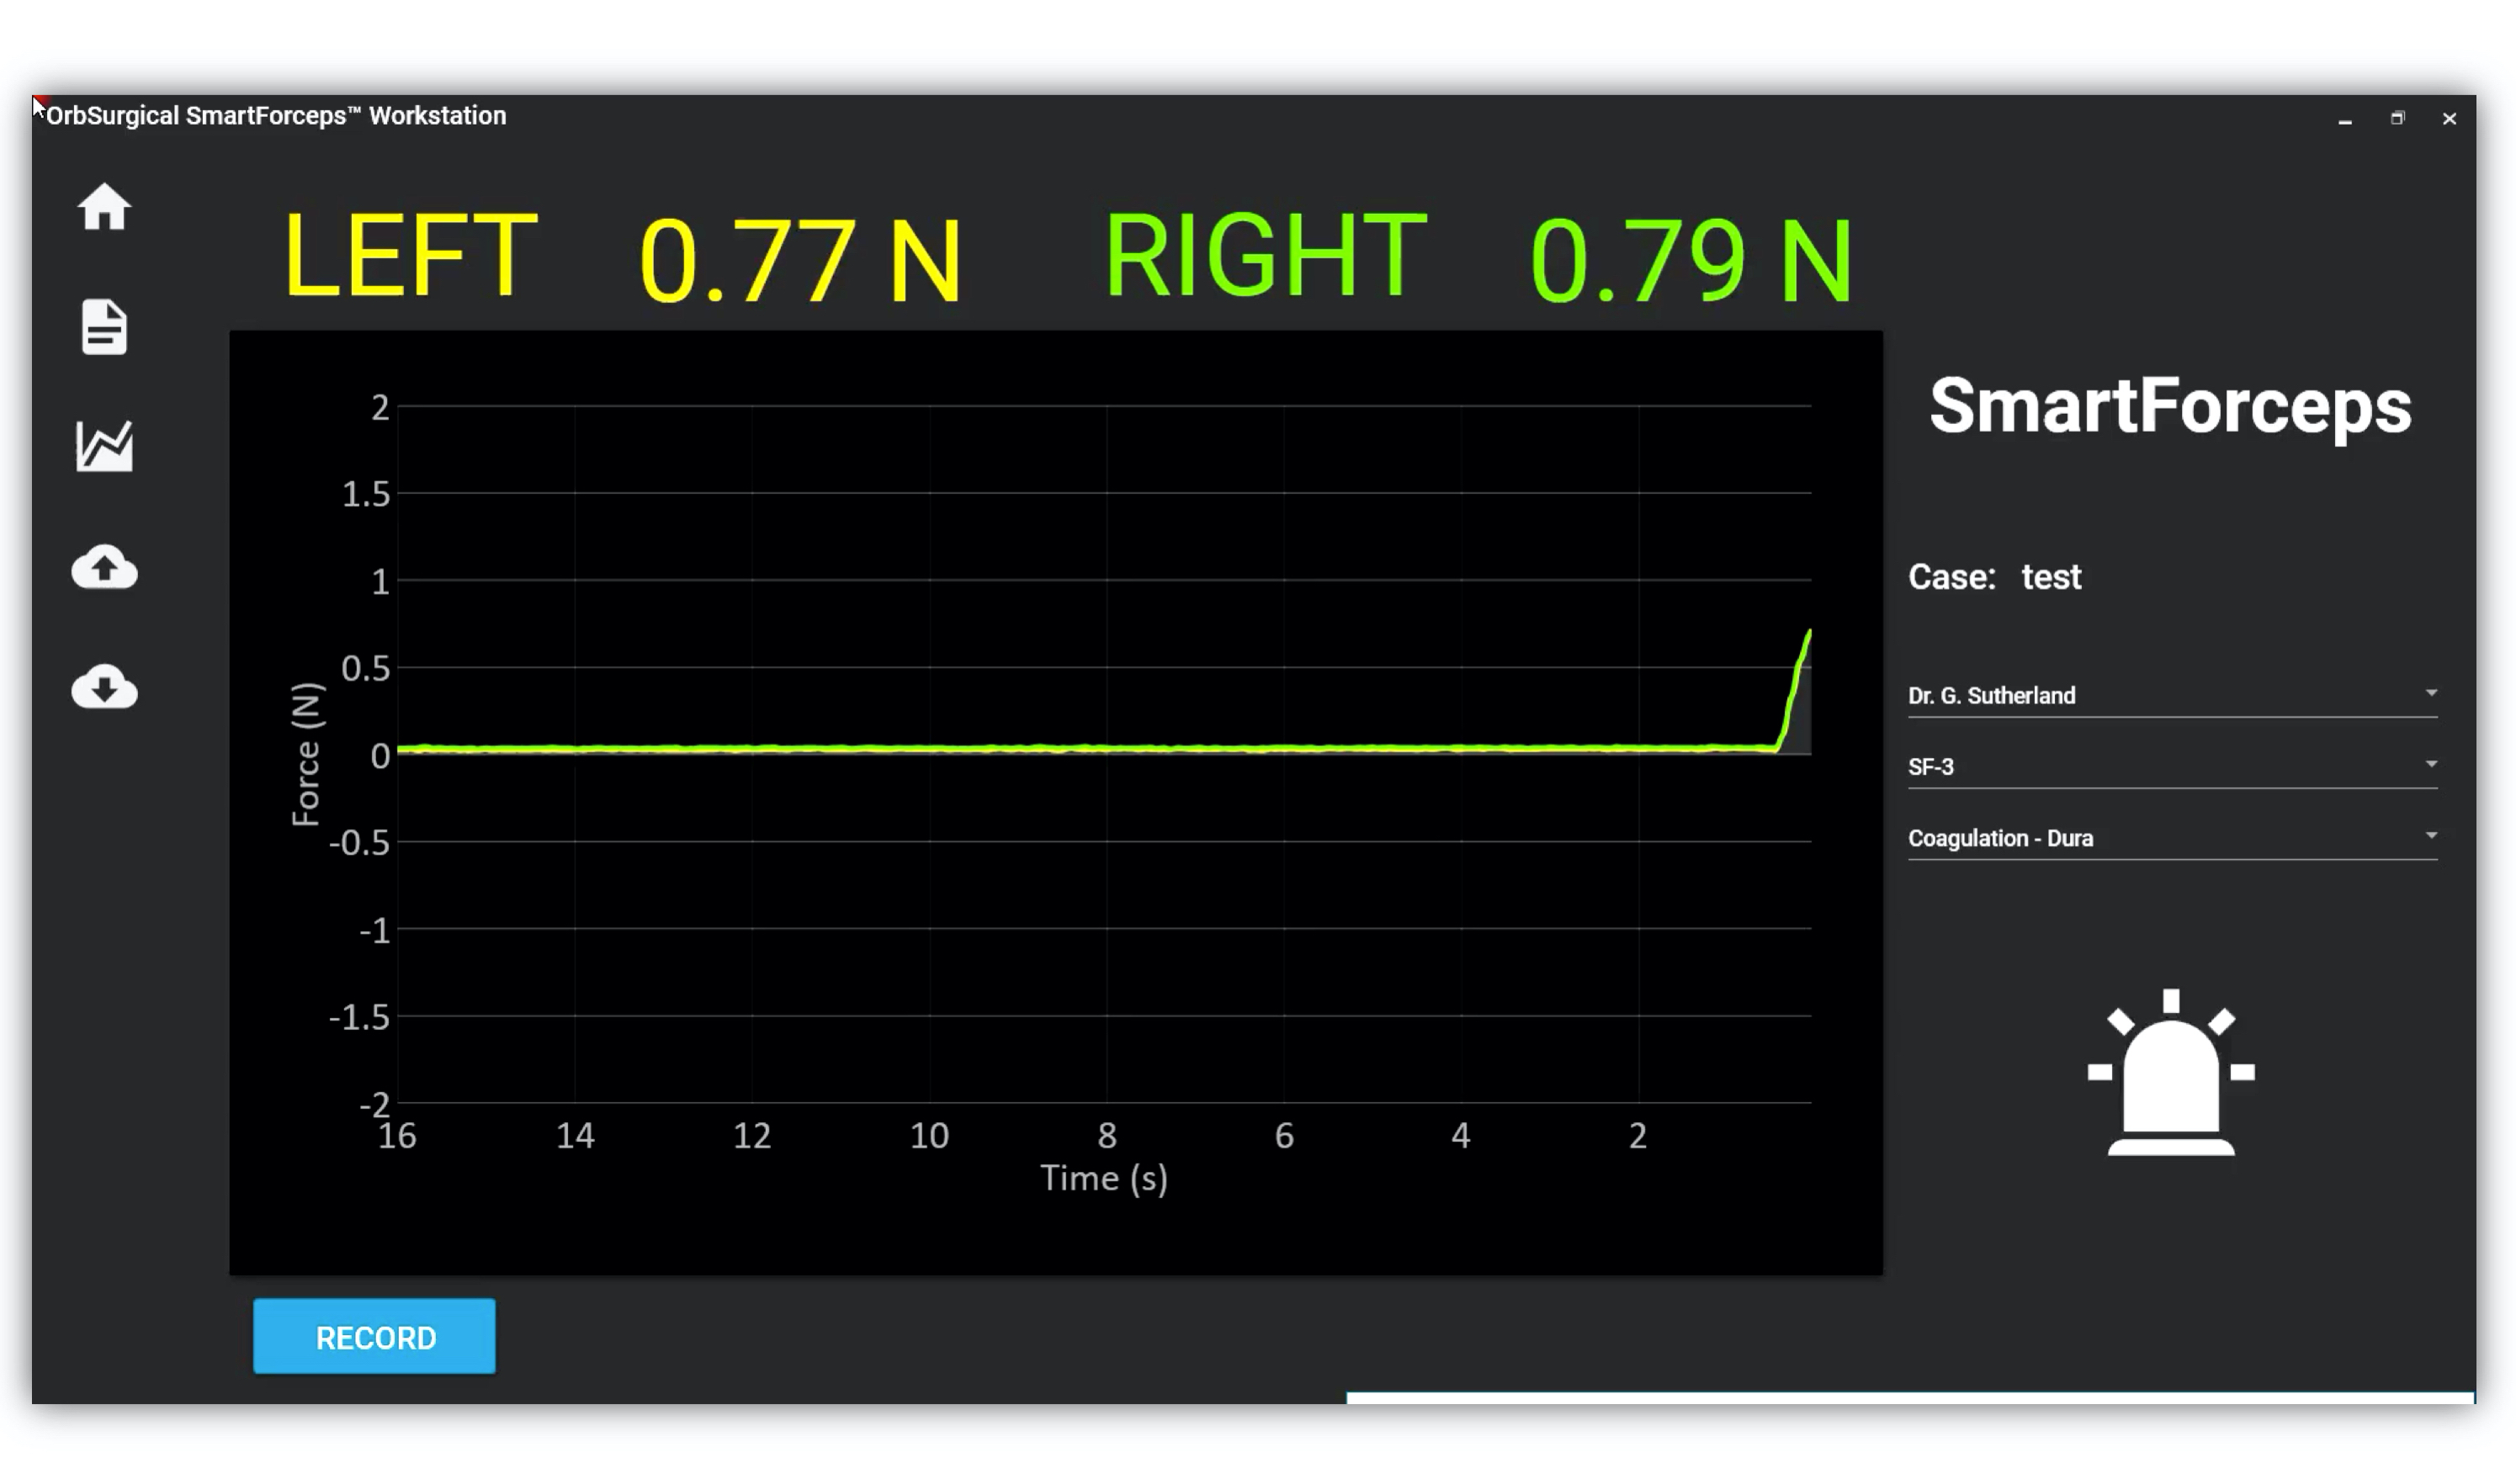 OrbSurgical SmartForceps™ Workstation
LEFT 0.77 N RIGHT 0.79 N
SmartForceps
Case: test
Dr. G. Sutherland
SF-3
Coagulation - Dura
Force (N)
2
1.5
1
0.5
0
-0.5
-1
-1.5
-2
16 14 12 10 8 6 4 2
Time (s)
RECORD